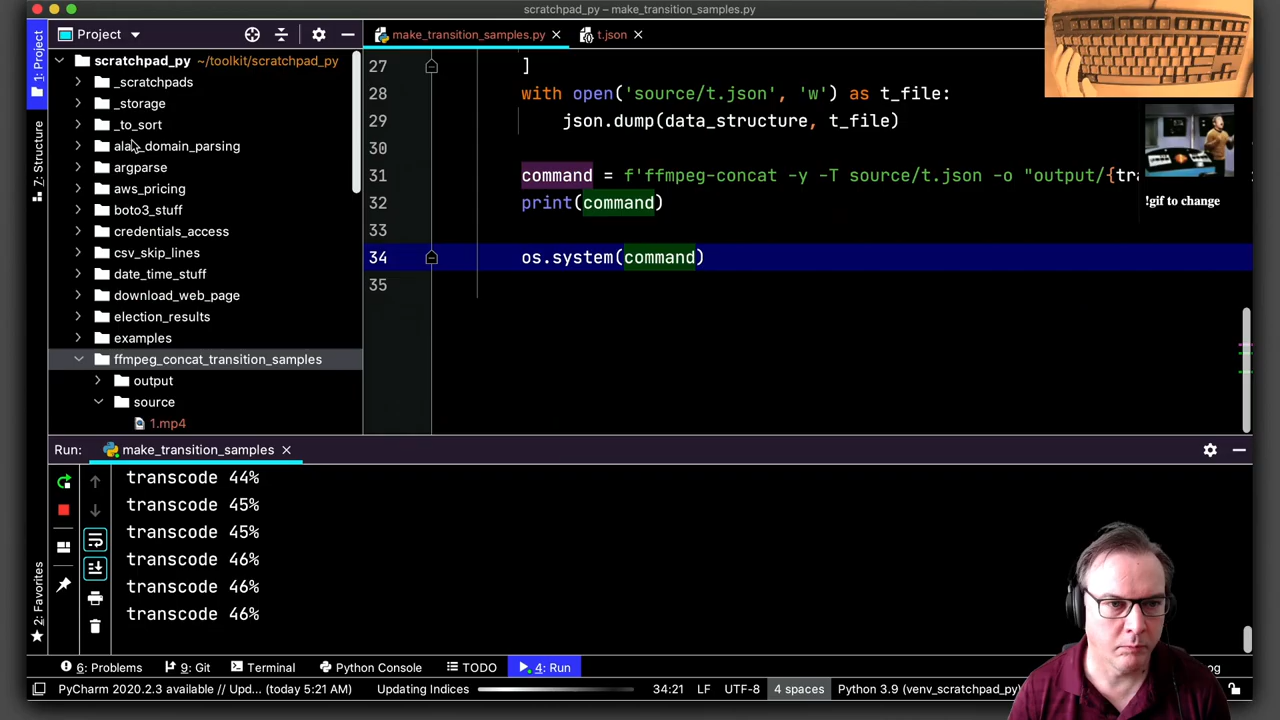 scratchpad_py – make_transition_samples.py
Project
make_transition_samples.py
t.json
1: Project
7: Structure
2: Favorites
scratchpad_py ~/toolkit/scratchpad_py
_scratchpads
_storage
_to_sort
alab_domain_parsing
argparse
aws_pricing
boto3_stuff
credentials_access
csv_skip_lines
date_time_stuff
download_web_page
election_results
examples
ffmpeg_concat_transition_samples
output
source
1.mp4
27 ]
28 with open('source/t.json', 'w') as t_file:
29 json.dump(data_structure, t_file)
30
31 command = f'ffmpeg-concat -y -T source/t.json -o "output/{tra
32 print(command)
33
34 os.system(command)
35
!gif to change
Run: make_transition_samples
transcode 44%
transcode 45%
transcode 45%
transcode 46%
transcode 46%
transcode 46%
6: Problems
9: Git
Terminal
Python Console
TODO
4: Run
og
PyCharm 2020.2.3 available // Upd... (today 5:21 AM)
Updating Indices
34:21
LF
UTF-8
4 spaces
Python 3.9 (venv_scratchpad_py)